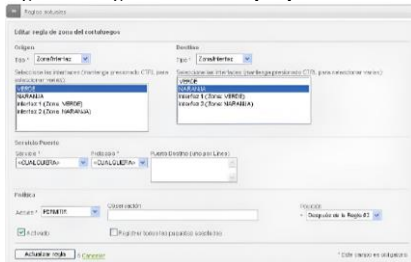 Reglas actuales
Editar regla de zona del cortafuegos
Origen
Destino
Tipo * Zona/Interfaz
Tipo * Zona/Interfaz
Seleccione las interfaces (mantenga presionado CTRL para seleccionar varias)
Seleccione las interfaces (mantenga presionado CTRL para seleccionar varias)
VERDE
NARANJA
Interfaz 1 (Zona: VERDE)
Interfaz 2 (Zona: NARANJA)
VERDE
NARANJA
Interfaz 1 (Zona: VERDE)
Interfaz 2 (Zona: NARANJA)
Servicio/Puerto
Servicio *
Protocolo *
Puerto Destino (uno por Línea)
<CUALQUIERA>
<CUALQUIERA>
Política
Acción * PERMITIR
Observación
Posición
* Después de la Regla #2
Activado
Registrar todos los paquetes aceptados
Actualizar regla
o Cancelar
* Este campo es obligatorio